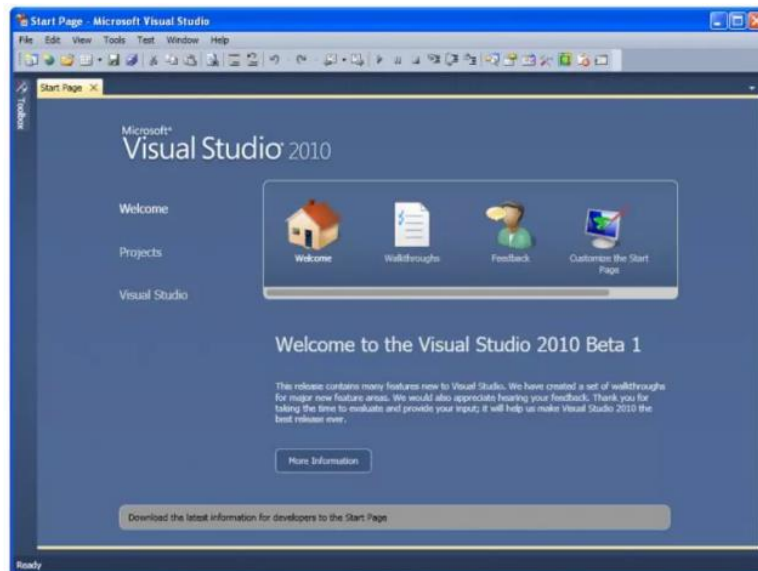 Start Page - Microsoft Visual Studio
File Edit View Tools Test Window Help
Start Page
Toolbox
Microsoft®
Visual Studio® 2010
Welcome
Projects
Visual Studio
Welcome
Walkthroughs
Feedback
Customize the Start
Page
Welcome to the Visual Studio 2010 Beta 1
This release contains many features new to Visual Studio. We have created a set of walkthroughs
for major new feature areas. We would also appreciate hearing your feedback. Thank you for
taking the time to evaluate and provide your input; it will help us make Visual Studio 2010 the
best release ever.
More Information
Download the latest information for developers to the Start Page
Ready